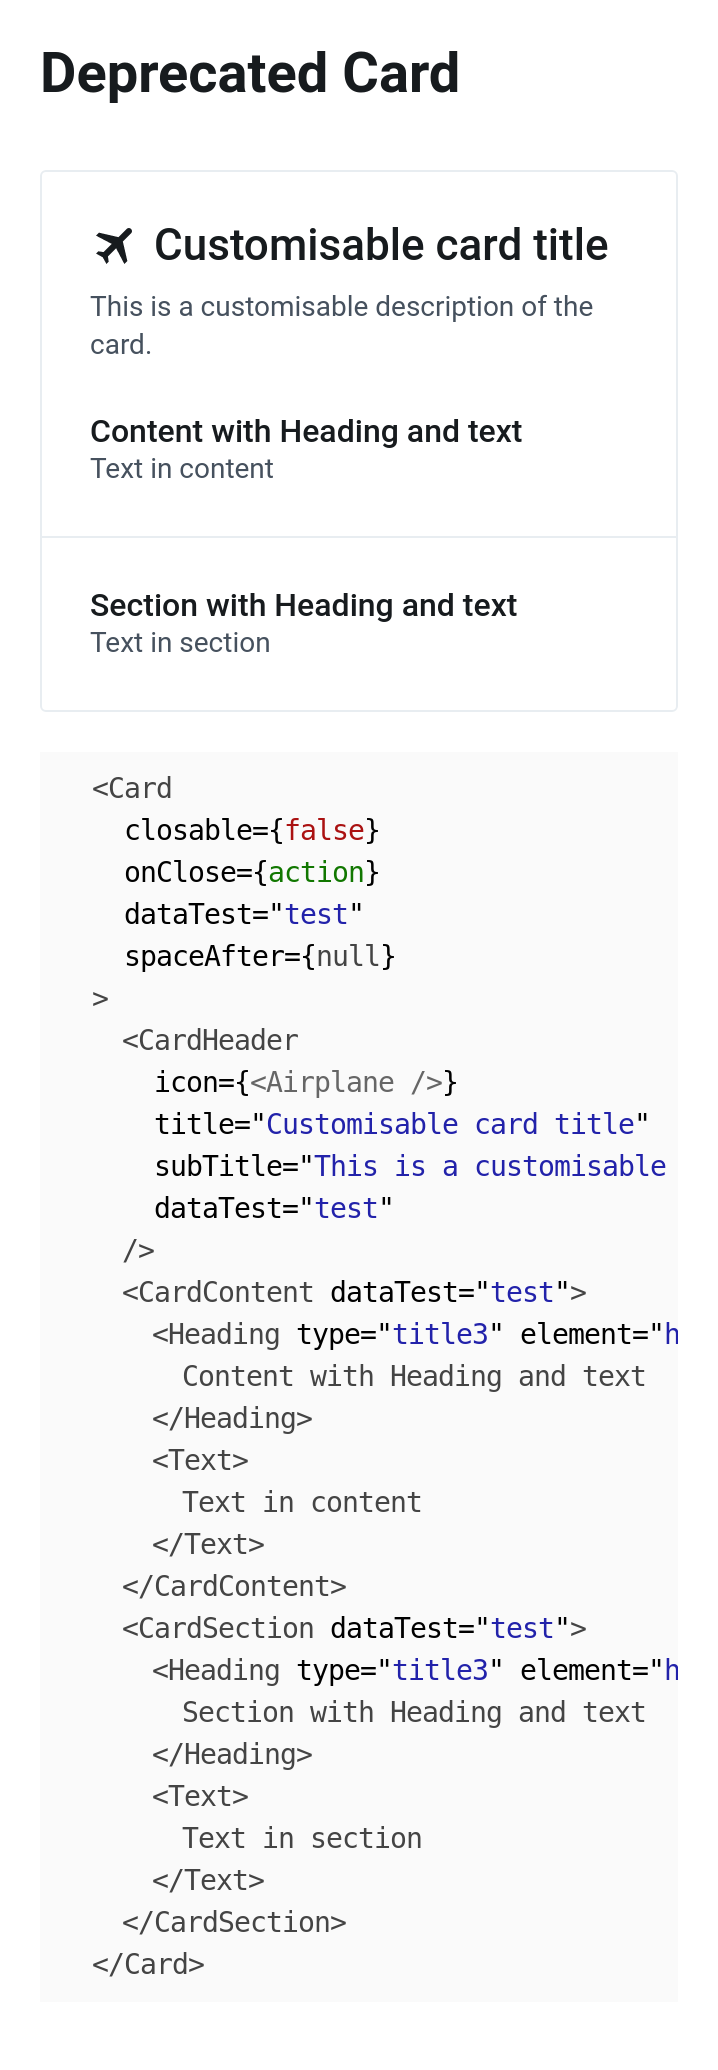 Deprecated Card
Customisable card title
This is a customisable description of the
card.
Content with Heading and text
Text in content
Section with Heading and text
Text in section
<Card
closable={false}
onClose={action}
dataTest="test"
spaceAfter={null}
>
<CardHeader
icon={<Airplane />}
title="Customisable card title"
subTitle="This is a customisable
dataTest="test"
/>
<CardContent dataTest="test">
<Heading type="title3" element="h
Content with Heading and text
</Heading>
<Text>
Text in content
</Text>
</CardContent>
<CardSection dataTest="test">
<Heading type="title3" element="h
Section with Heading and text
</Heading>
<Text>
Text in section
</Text>
</CardSection>
</Card>